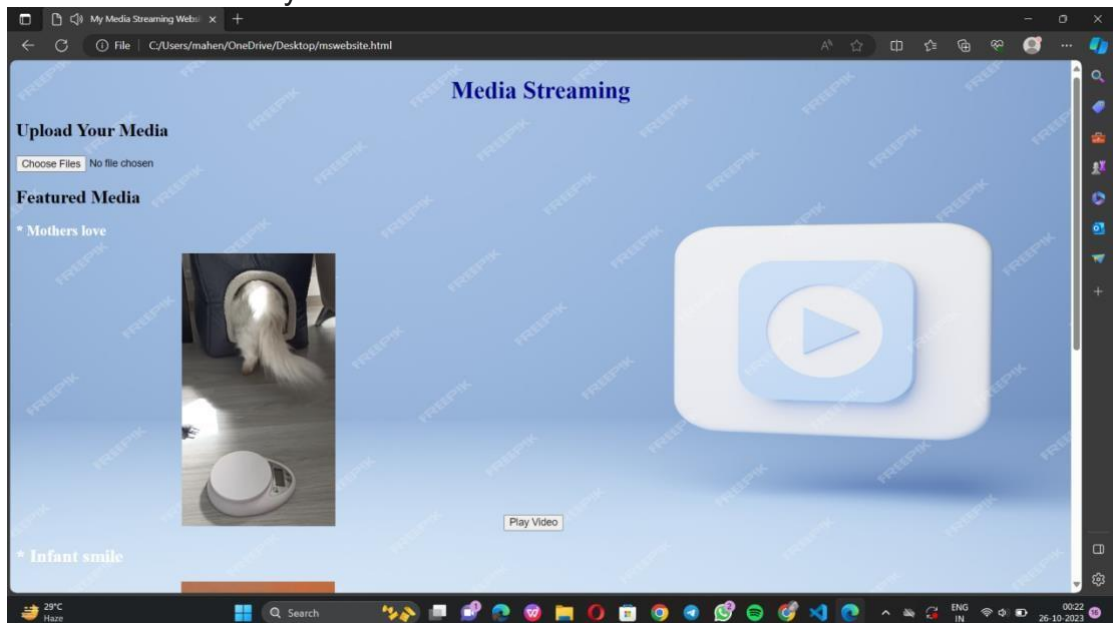 My Media Streaming Websi
File C:/Users/mahen/OneDrive/Desktop/mswebsite.html
Media Streaming
Upload Your Media
Choose Files No file chosen
Featured Media
* Mothers love
Play Video
* Infant smile
FREEPIK
29°C
Haze
Search
ENG
IN
00:22
26-10-2023